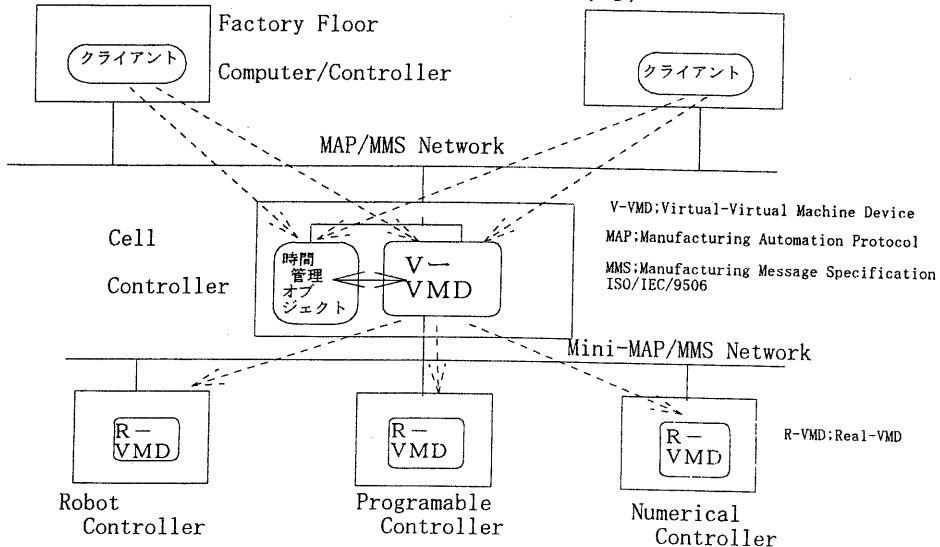 Factory Floor
Computer/Controller
クライアント
クライアント
MAP/MMS Network
Cell
Controller
時間
管理
オブ
ジェクト
V－
VMD
V-VMD;Virtual-Virtual Machine Device
MAP;Manufacturing Automation Protocol
MMS;Manufacturing Message Specification
ISO/IEC/9506
Mini-MAP/MMS Network
R－
VMD
R－
VMD
R－
VMD
R-VMD;Real-VMD
Robot
Controller
Programable
Controller
Numerical
Controller